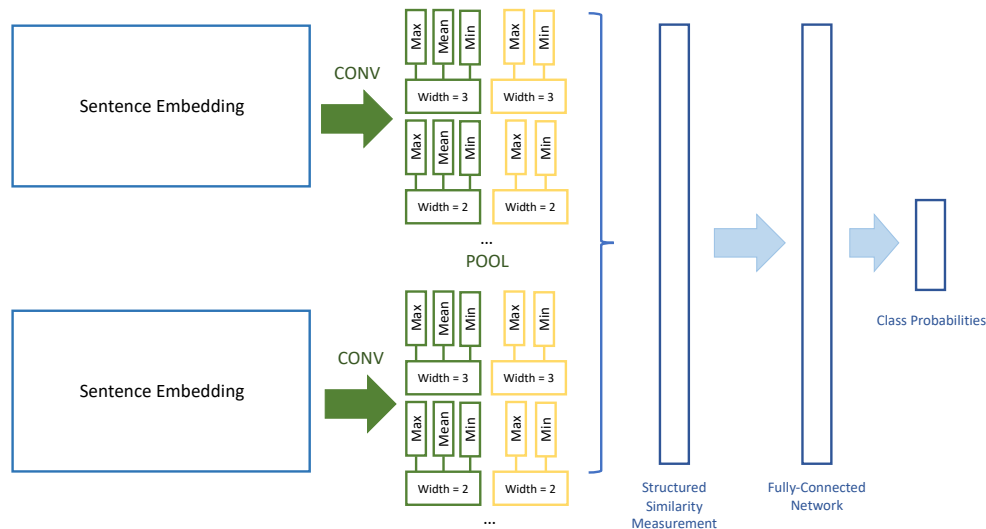 Sentence Embedding
CONV
Max Mean Min Max Min
Width = 3 Width = 3
Max Mean Min Max Min
Width = 2 Width = 2
...
POOL
Sentence Embedding
CONV
Max Mean Min Max Min
Width = 3 Width = 3
Max Mean Min Max Min
Width = 2 Width = 2
...
Structured
Similarity
Measurement
Fully-Connected
Network
Class Probabilities